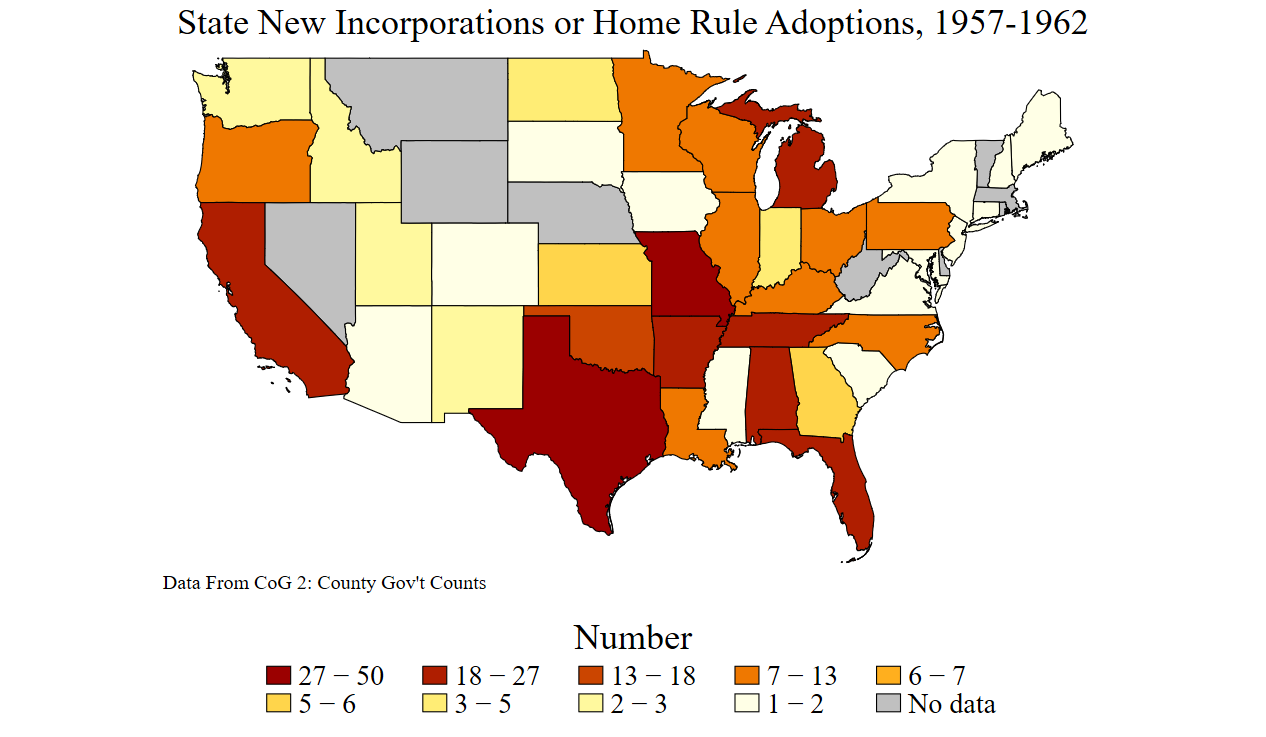 State New Incorporations or Home Rule Adoptions, 1957-1962
Data From CoG 2: County Gov't Counts
Number
27 − 50 18 − 27 13 − 18 7 − 13 6 − 7
5 − 6 3 − 5 2 − 3 1 − 2 No data